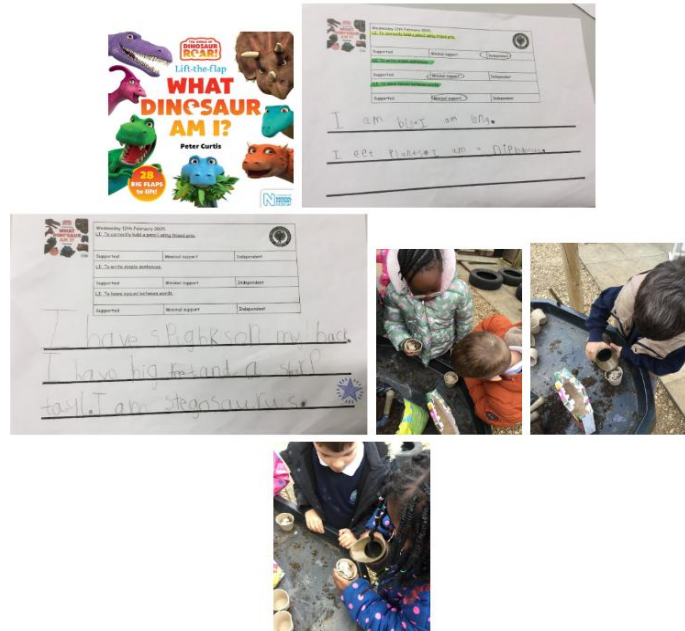 THE WORLD OF
DINOSAUR
ROAR!
Lift-the-flap
WHAT
DINOSAUR
AM I?
Peter Curtis
28
BIG FLAPS
to lift!
Wednesday 12th February 2025
L.I. To correctly hold a pencil using tripod grip.
Supported Minimal support Independent
L.I. To write simple sentences.
Supported Minimal support Independent
L.I. To leave spaces between words.
Supported Minimal support Independent
I am big. I am long.
I eet plants. I am a
Wednesday 12th February 2025
L.I. To correctly hold a pencil using tripod grip.
Supported Minimal support Independent
L.I. To write simple sentences.
Supported Minimal support Independent
L.I. To leave spaces between words.
Supported Minimal support Independent
I have spighks on my back.
I have big feet and a
tayl. I am stegosaurus.